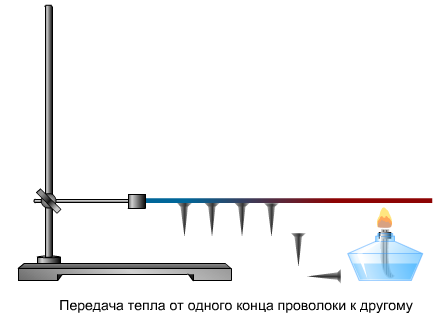 Передача тепла от одного конца проволоки к другому